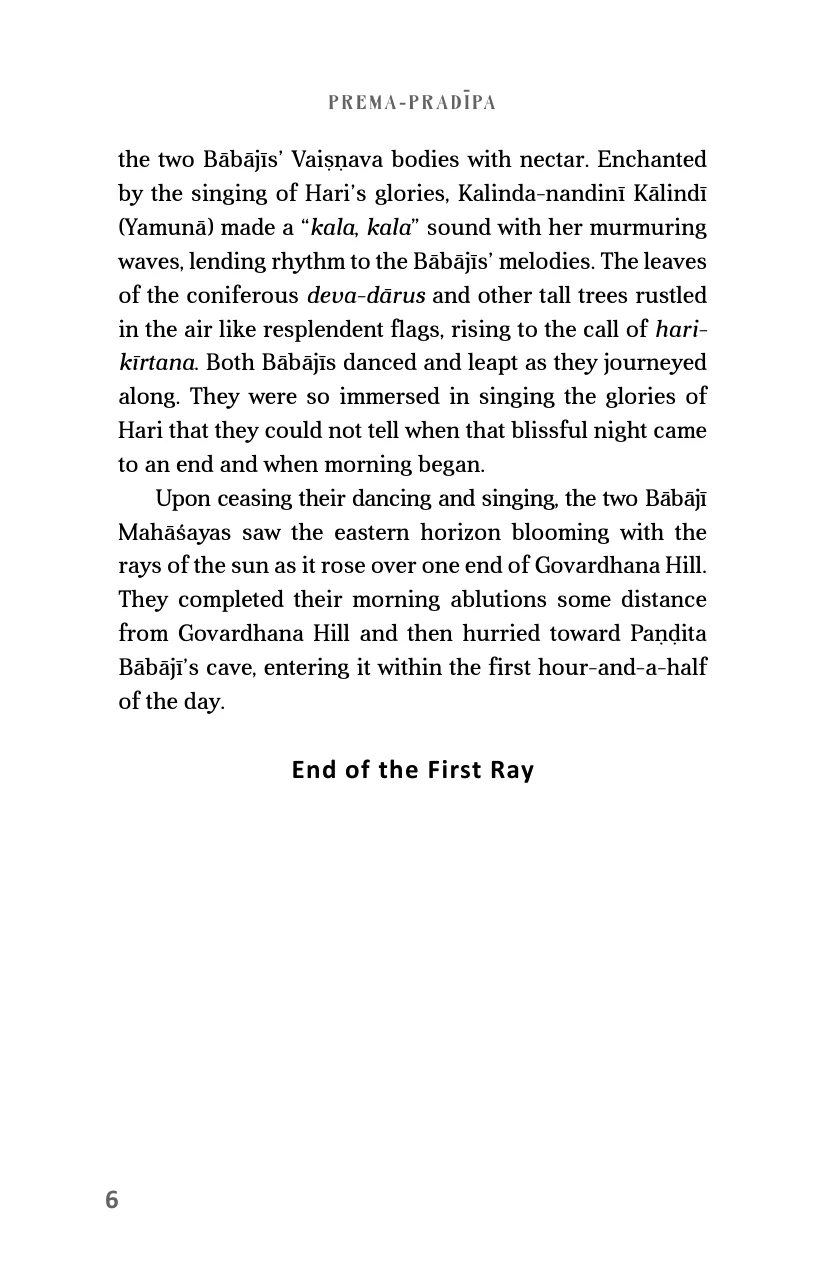 PREMA-PRADĪPA
the two Bābājīs’ Vaiṣṇava bodies with nectar. Enchanted
by the singing of Hari’s glories, Kalinda-nandinī Kālindī
(Yamunā) made a “kala, kala” sound with her murmuring
waves, lending rhythm to the Bābājīs’ melodies. The leaves
of the coniferous deva-dārus and other tall trees rustled
in the air like resplendent flags, rising to the call of hari-
kīrtana. Both Bābājīs danced and leapt as they journeyed
along. They were so immersed in singing the glories of
Hari that they could not tell when that blissful night came
to an end and when morning began.
Upon ceasing their dancing and singing, the two Bābājī
Mahāśayas saw the eastern horizon blooming with the
rays of the sun as it rose over one end of Govardhana Hill.
They completed their morning ablutions some distance
from Govardhana Hill and then hurried toward Paṇḍita
Bābājī’s cave, entering it within the first hour-and-a-half
of the day.
End of the First Ray
6